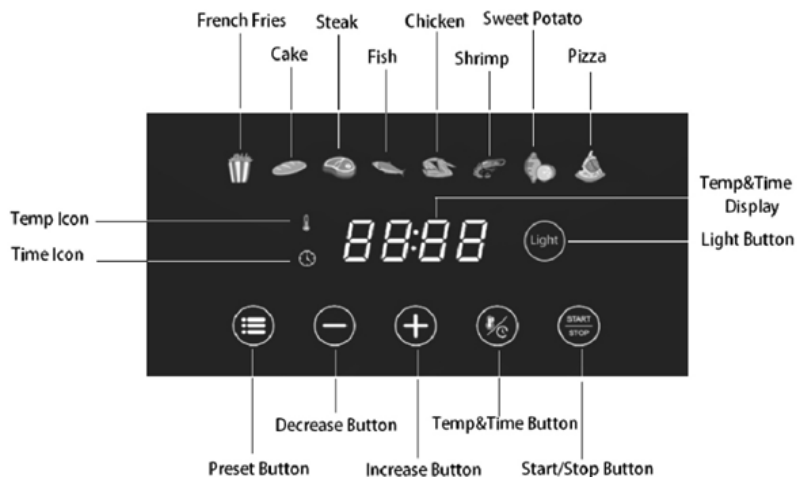 French Fries
Steak
Chicken
Sweet Potato
Cake
Fish
Shrimp
Pizza
Temp&Time
Display
Temp Icon
88:88
Light
Light Button
Time Icon
START
STOP
Decrease Button
Temp&Time Button
Preset Button
Increase Button
Start/Stop Button